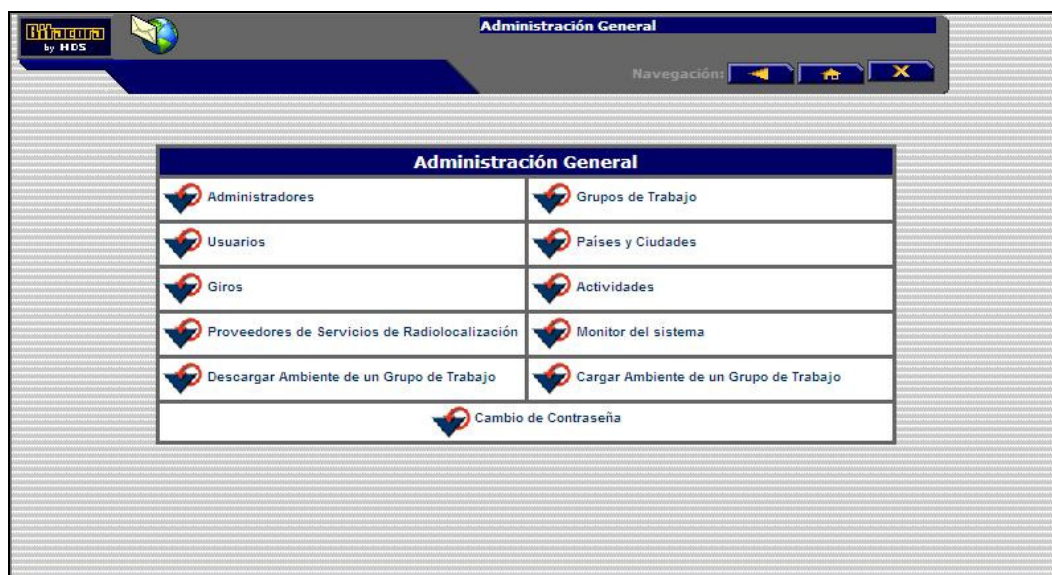 by HDS
Administración General
Navegación:
Administración General
Administradores
Grupos de Trabajo
Usuarios
Países y Ciudades
Giros
Actividades
Proveedores de Servicios de Radiolocalización
Monitor del sistema
Descargar Ambiente de un Grupo de Trabajo
Cargar Ambiente de un Grupo de Trabajo
Cambio de Contraseña